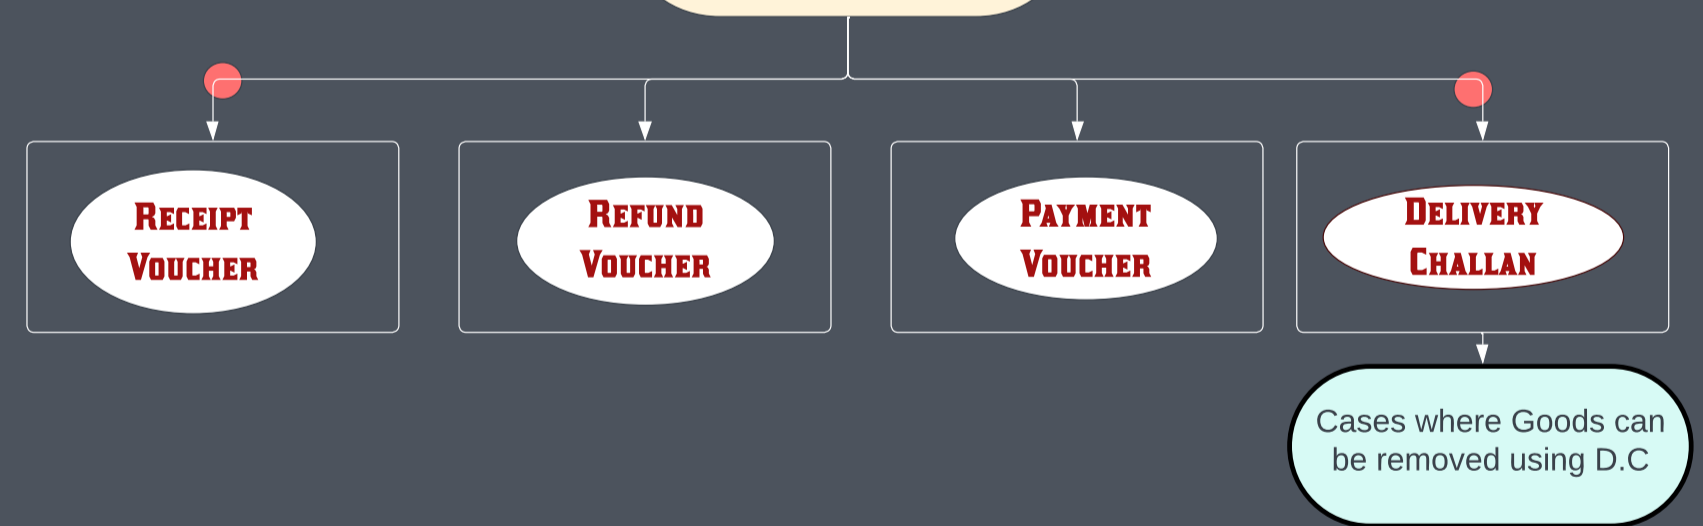 Receipt
Voucher
Refund
Voucher
Payment
Voucher
Delivery
Challan
Cases where Goods can
be removed using D.C